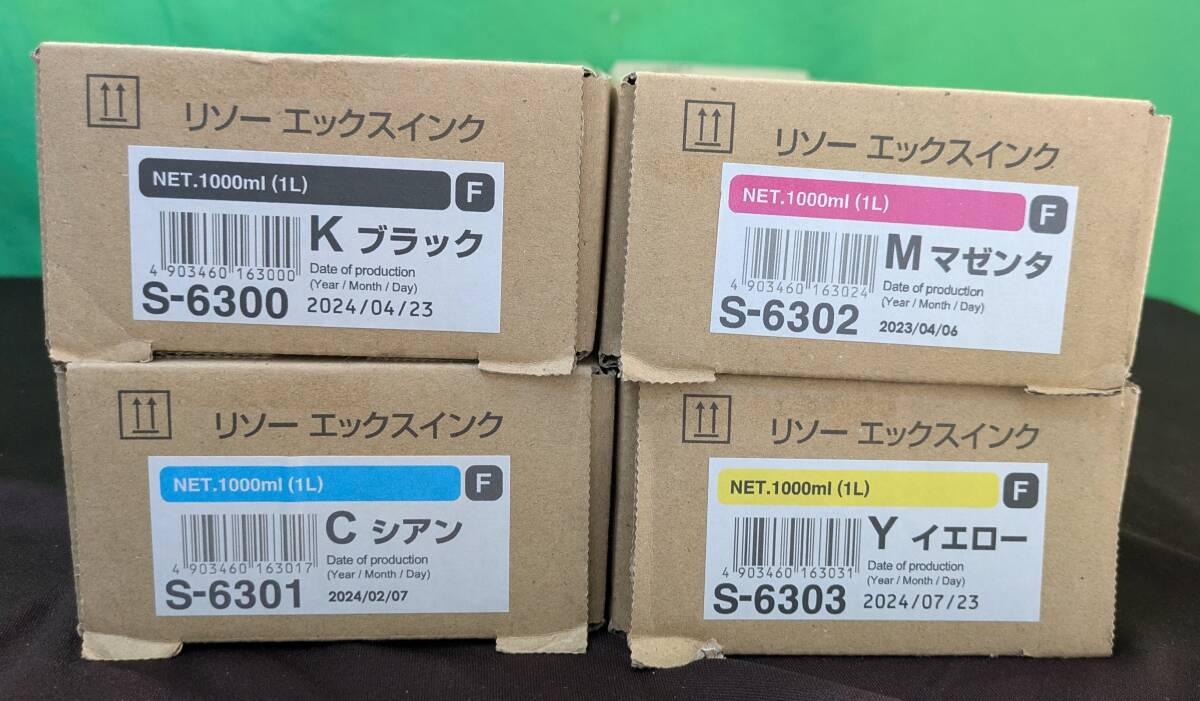 リソー エックスインク
NET.1000ml (1L) F
K ブラック
4 903460 163000
Date of production
(Year / Month / Day)
S-6300 2024/04/23
リソー エックスインク
NET.1000ml (1L) F
M マゼンタ
4 903460 163024
Date of production
(Year / Month / Day)
S-6302 2023/04/06
リソー エックスインク
NET.1000ml (1L) F
C シアン
4 903460 163017
Date of production
(Year / Month / Day)
S-6301 2024/02/07
リソー エックスインク
NET.1000ml (1L) F
Y イエロー
4 903460 163031
Date of production
(Year / Month / Day)
S-6303 2024/07/23